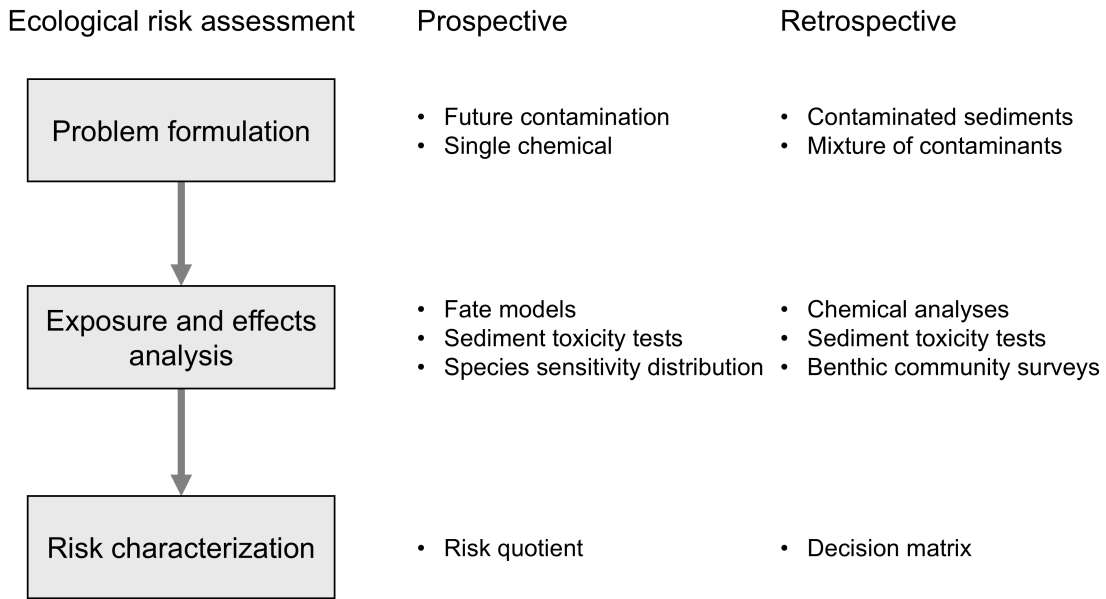 Ecological risk assessment Prospective Retrospective
Problem formulation
• Future contamination
• Single chemical
• Contaminated sediments
• Mixture of contaminants
Exposure and effects
analysis
• Fate models
• Sediment toxicity tests
• Species sensitivity distribution
• Chemical analyses
• Sediment toxicity tests
• Benthic community surveys
Risk characterization
• Risk quotient
• Decision matrix